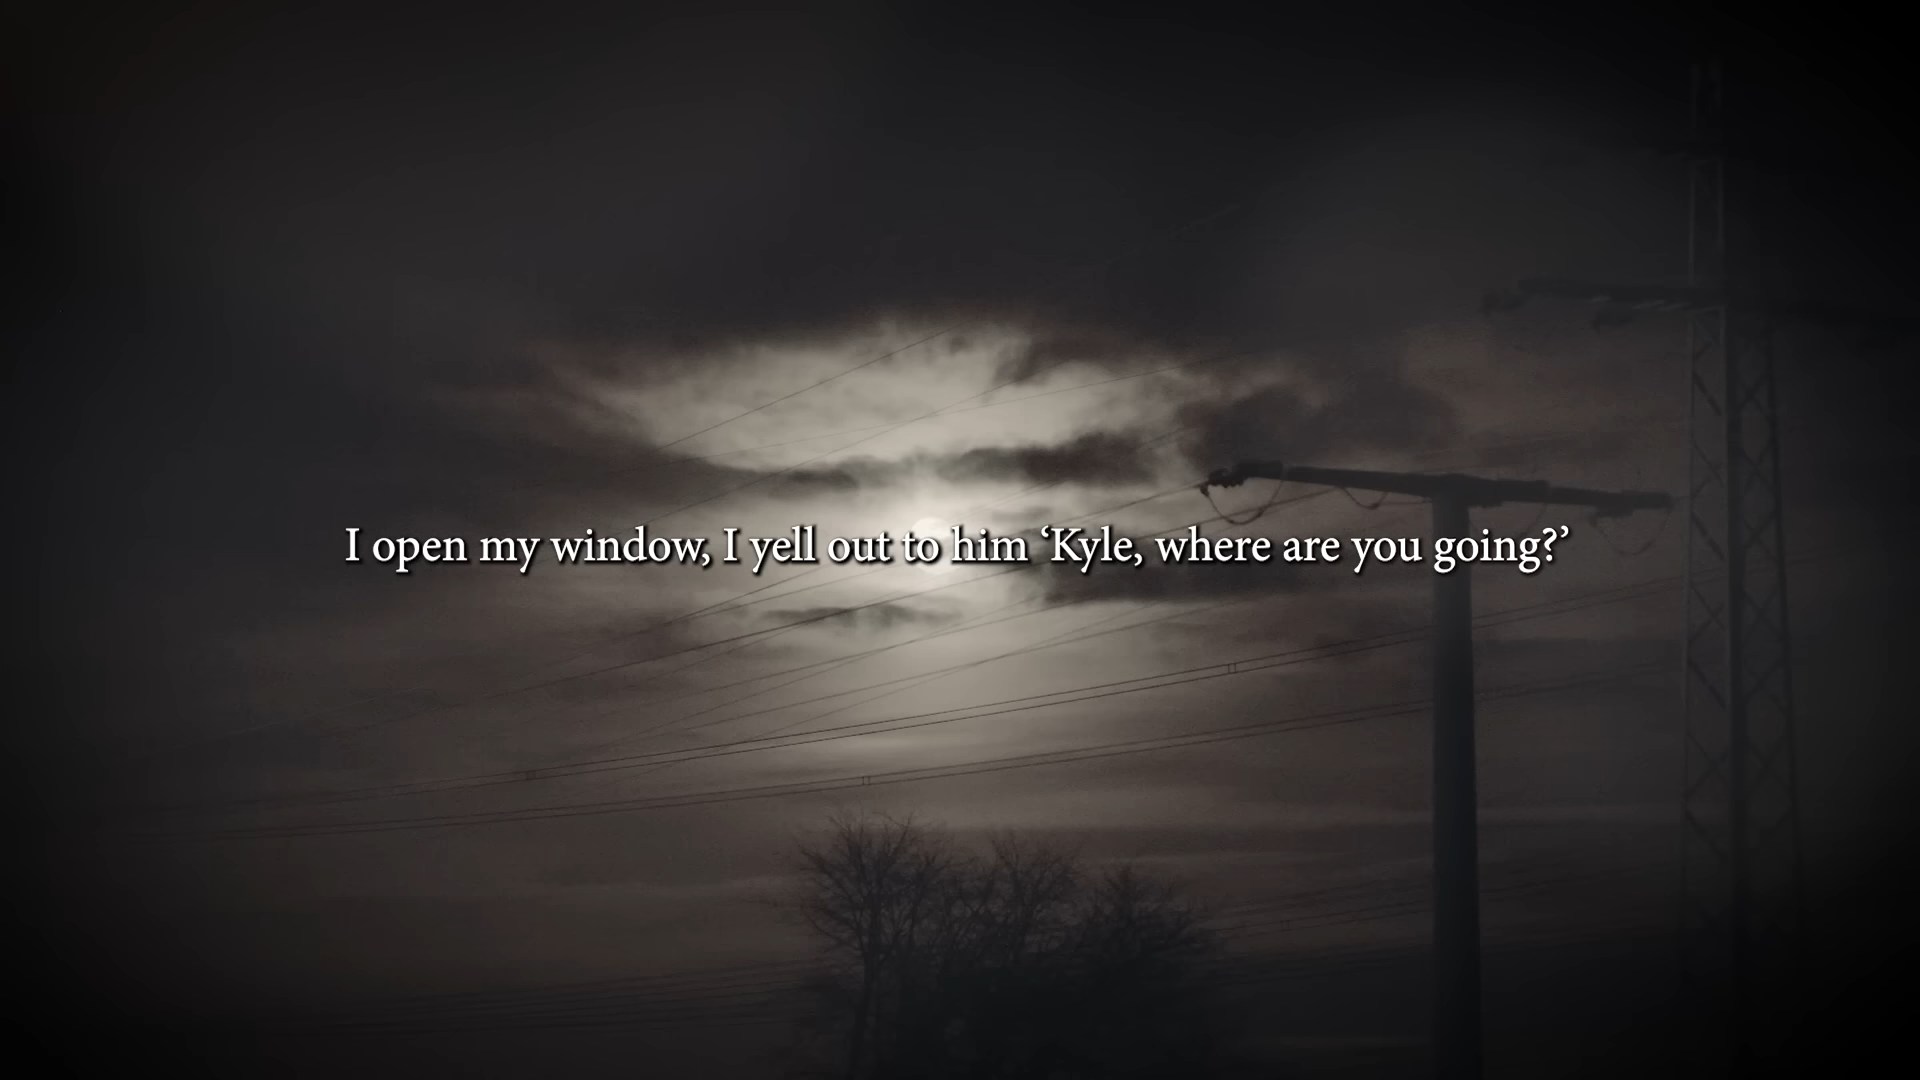 I open my window, I yell out to him ‘Kyle, where are you going?’